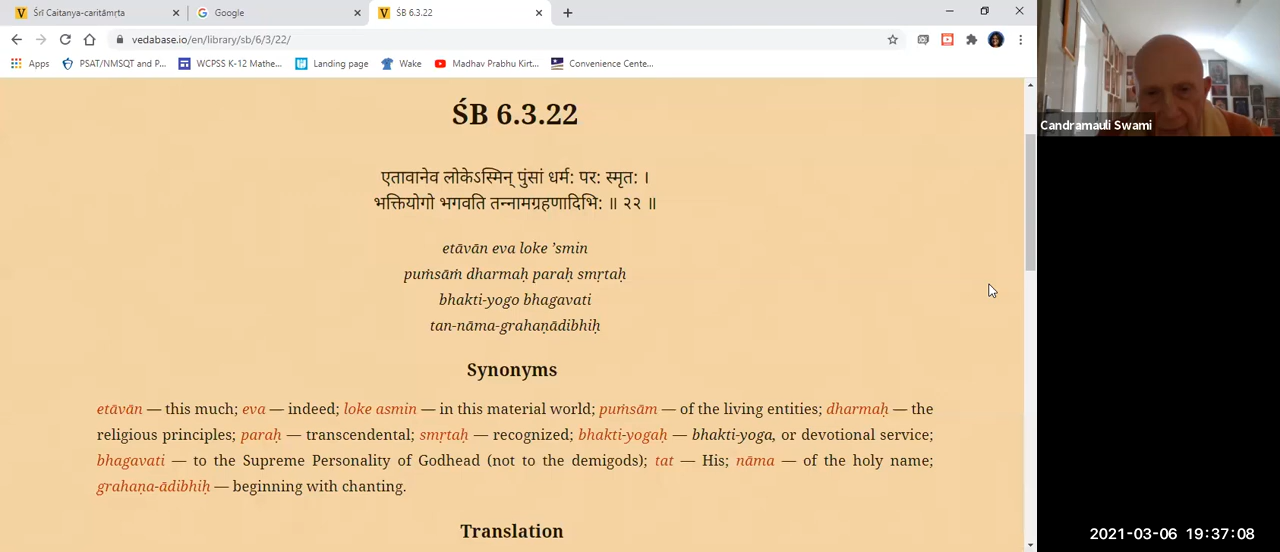 Śrī Caitanya-caritāmṛta
Google
ŚB 6.3.22
vedabase.io/en/library/sb/6/3/22/
Apps
PSAT/NMSQT and P...
WCPSS K-12 Mathe...
Landing page
Wake
Madhav Prabhu Kirt...
Convenience Cente...
Candramauli Swami
ŚB 6.3.22
एतावानेव लोकेऽस्मिन् पुंसां धर्म: पर: स्मृत: ।
भक्तियोगो भगवति तन्नामग्रहणादिभि: ॥ २२ ॥
etāvān eva loke ’smin
puṁsāṁ dharmaḥ paraḥ smṛtaḥ
bhakti-yogo bhagavati
tan-nāma-grahaṇādibhiḥ
Synonyms
etāvān — this much; eva — indeed; loke asmin — in this material world; puṁsām — of the living entities; dharmaḥ — the
religious principles; paraḥ — transcendental; smṛtaḥ — recognized; bhakti-yogaḥ — bhakti-yoga, or devotional service;
bhagavati — to the Supreme Personality of Godhead (not to the demigods); tat — His; nāma — of the holy name;
grahaṇa-ādibhiḥ — beginning with chanting.
Translation
2021-03-06 19:37:08